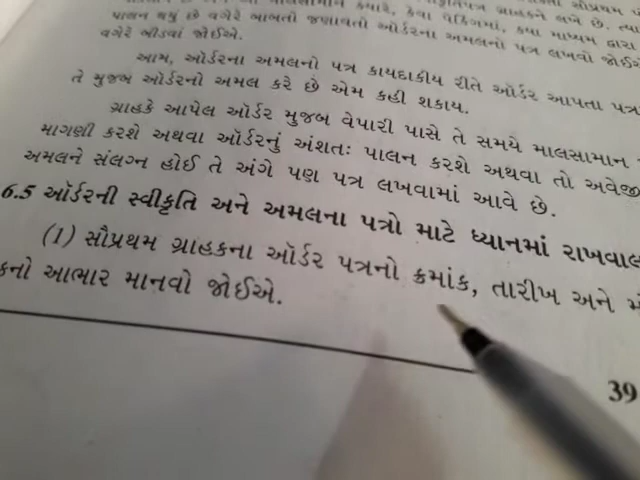 પાલન થયું છે વગેરે બાબતો જણાવતો ઑર્ડરના અમલનો પત્ર લખવો જોઈએ
વગેરે બીડવાં જોઈએ.
આમ, ઑર્ડરના અમલનો પત્ર કાયદાકીય રીતે ઑર્ડર આપતા પત્ર
તે મુજબ ઑર્ડરનો અમલ કરે છે એમ કહી શકાય.
ગ્રાહકે આપેલ ઑર્ડર મુજબ વેપારી પાસે તે સમયે માલસામાન
માગણી કરશે અથવા ઑર્ડરનું અંશતઃ પાલન કરશે અથવા તો અવેજી
અમલને સંલગ્ન હોઈ તે અંગે પણ પત્ર લખવામાં આવે છે.
6.5 ઑર્ડરની સ્વીકૃતિ અને અમલના પત્રો માટે ધ્યાનમાં રાખવા
(1) સૌપ્રથમ ગ્રાહકના ઑર્ડર પત્રનો ક્રમાંક, તારીખ અને
કનો આભાર માનવો જોઈએ.
39